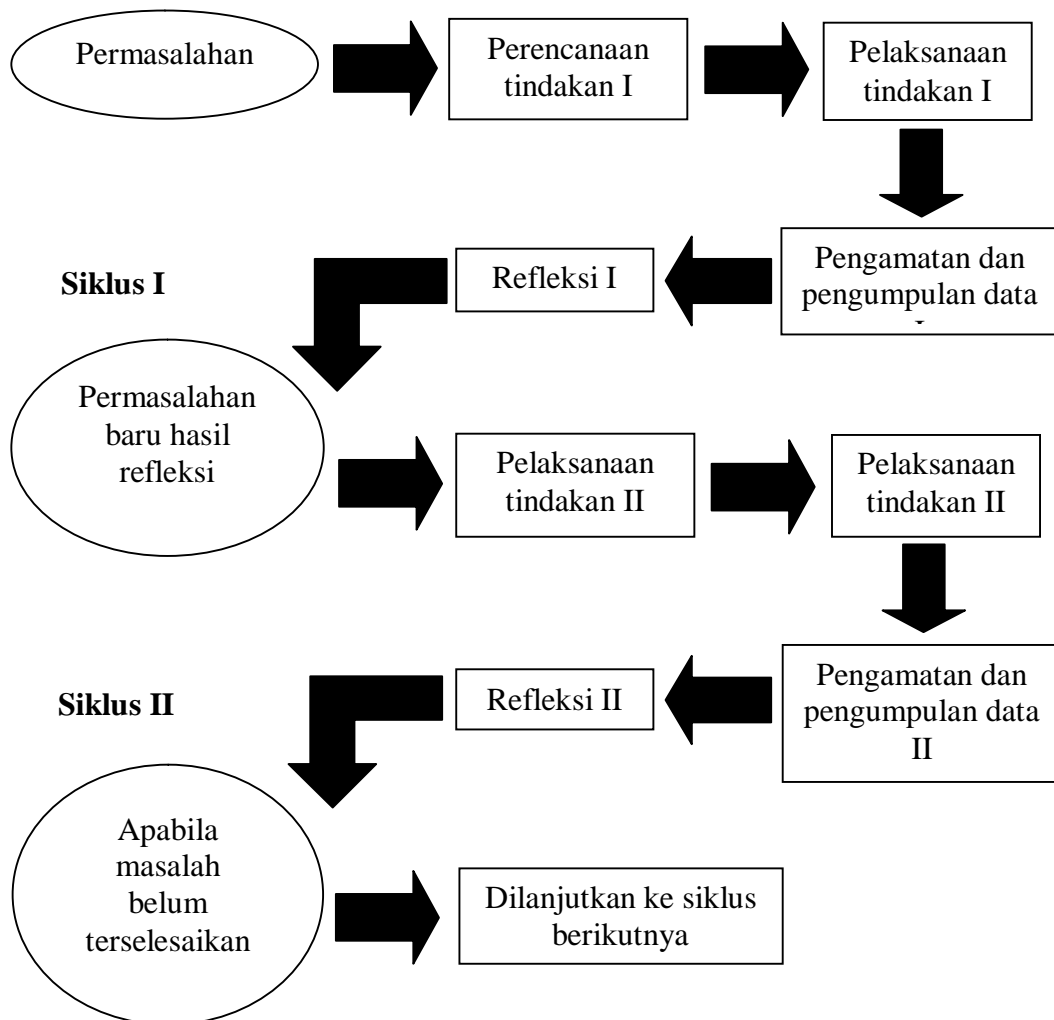 Permasalahan
Perencanaan
tindakan I
Pelaksanaan
tindakan I
Pengamatan dan
pengumpulan data
Refleksi I
Siklus I
Permasalahan
baru hasil
refleksi
Pelaksanaan
tindakan II
Pelaksanaan
tindakan II
Pengamatan dan
pengumpulan data
II
Refleksi II
Siklus II
Apabila
masalah
belum
terselesaikan
Dilanjutkan ke siklus
berikutnya